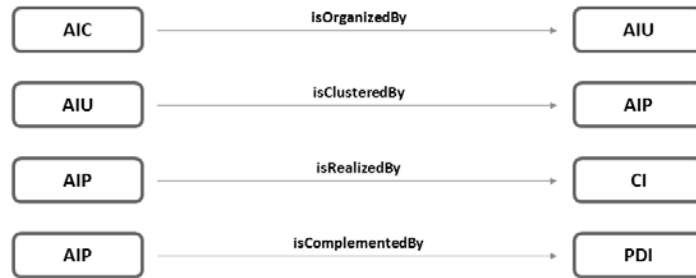 AIC isOrganizedBy AIU
AIU isClusteredBy AIP
AIP isRealizedBy CI
AIP isComplementedBy PDI